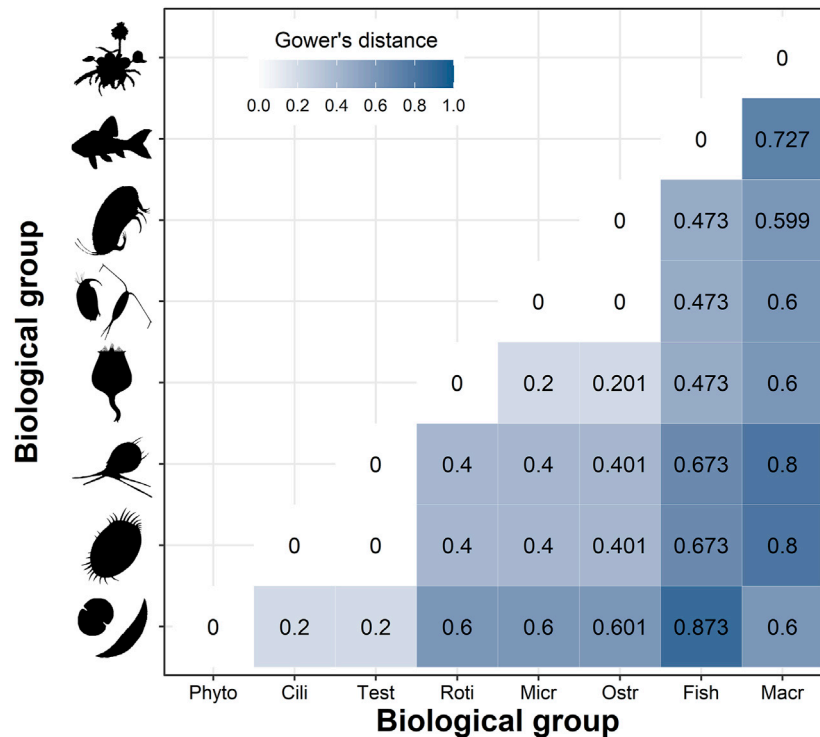 Gower's distance
0.0 0.2 0.4 0.6 0.8 1.0
0
0 0.727
0 0.473 0.599
0 0 0.473 0.6
0 0.2 0.201 0.473 0.6
0 0.4 0.4 0.401 0.673 0.8
0 0 0.4 0.4 0.401 0.673 0.8
0 0.2 0.2 0.6 0.6 0.601 0.873 0.6
Phyto Cili Test Roti Micr Ostr Fish Macr
Biological group
Biological group